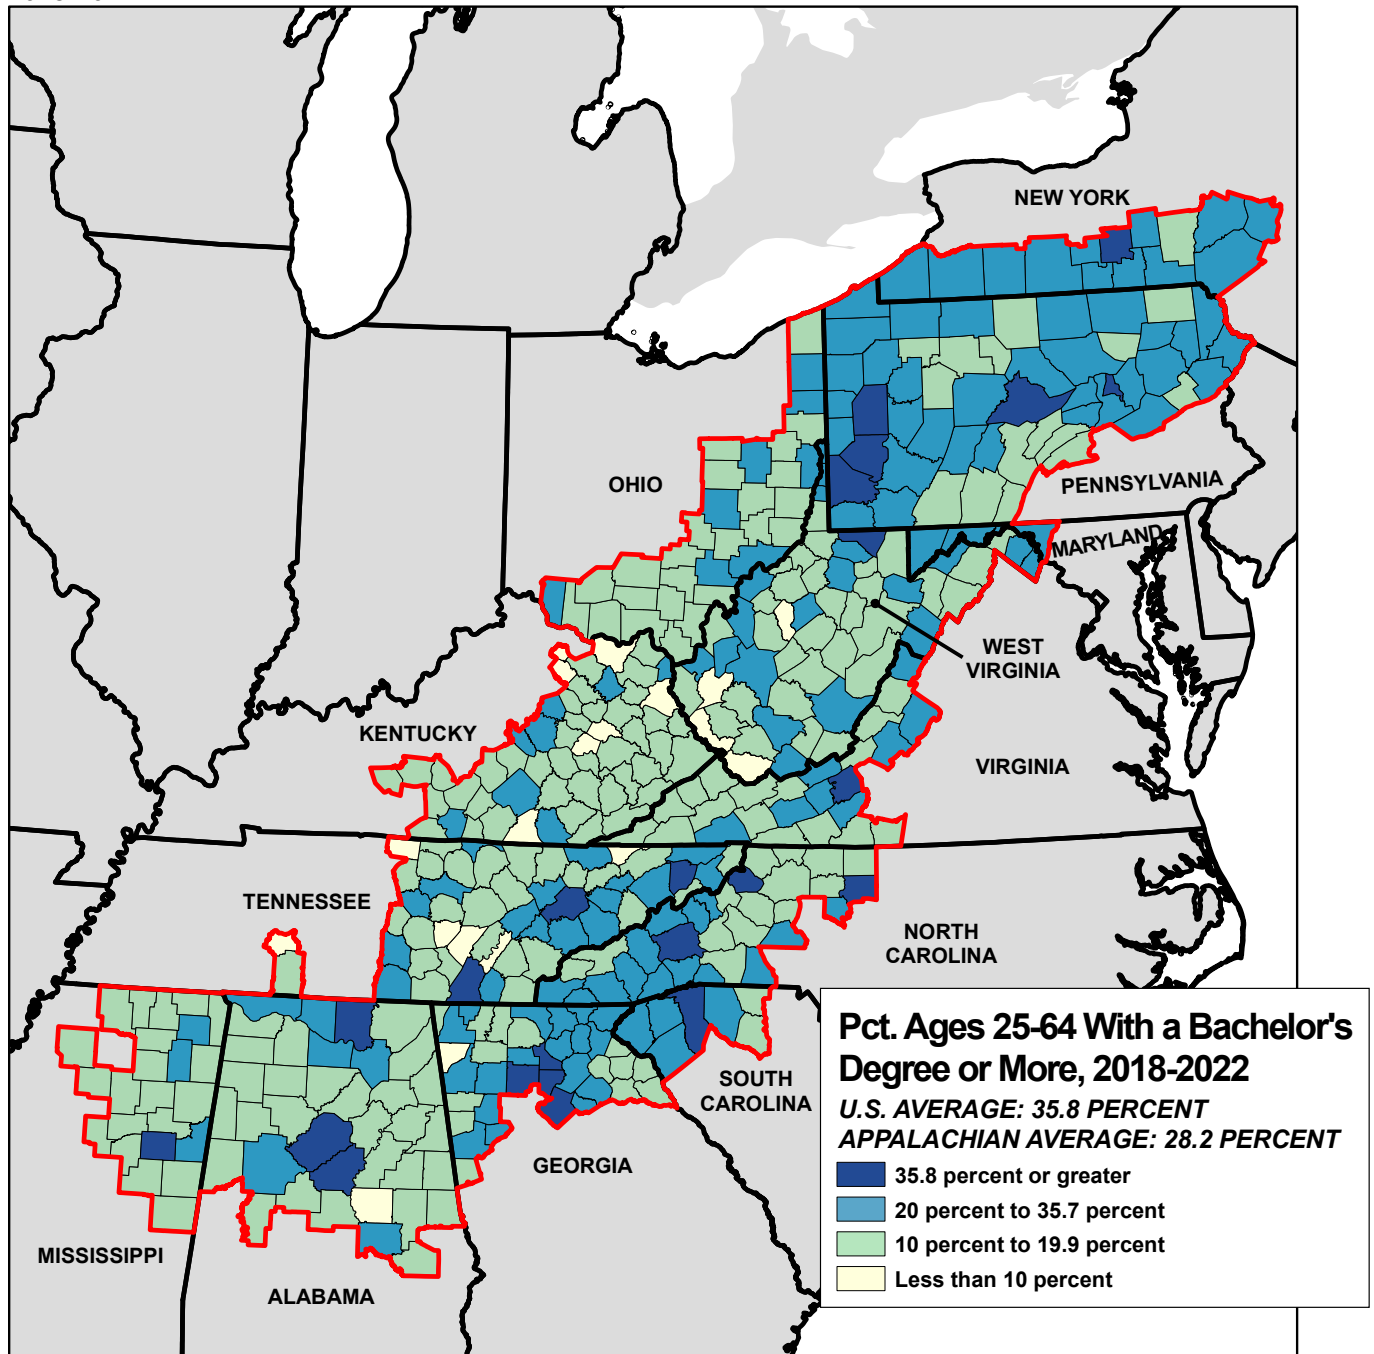 NEW YORK
OHIO
PENNSYLVANIA
MARYLAND
WEST
VIRGINIA
KENTUCKY
VIRGINIA
TENNESSEE
NORTH
CAROLINA
SOUTH
CAROLINA
GEORGIA
MISSISSIPPI
ALABAMA
Pct. Ages 25-64 With a Bachelor's
Degree or More, 2018-2022
U.S. AVERAGE: 35.8 PERCENT
APPALACHIAN AVERAGE: 28.2 PERCENT
35.8 percent or greater
20 percent to 35.7 percent
10 percent to 19.9 percent
Less than 10 percent